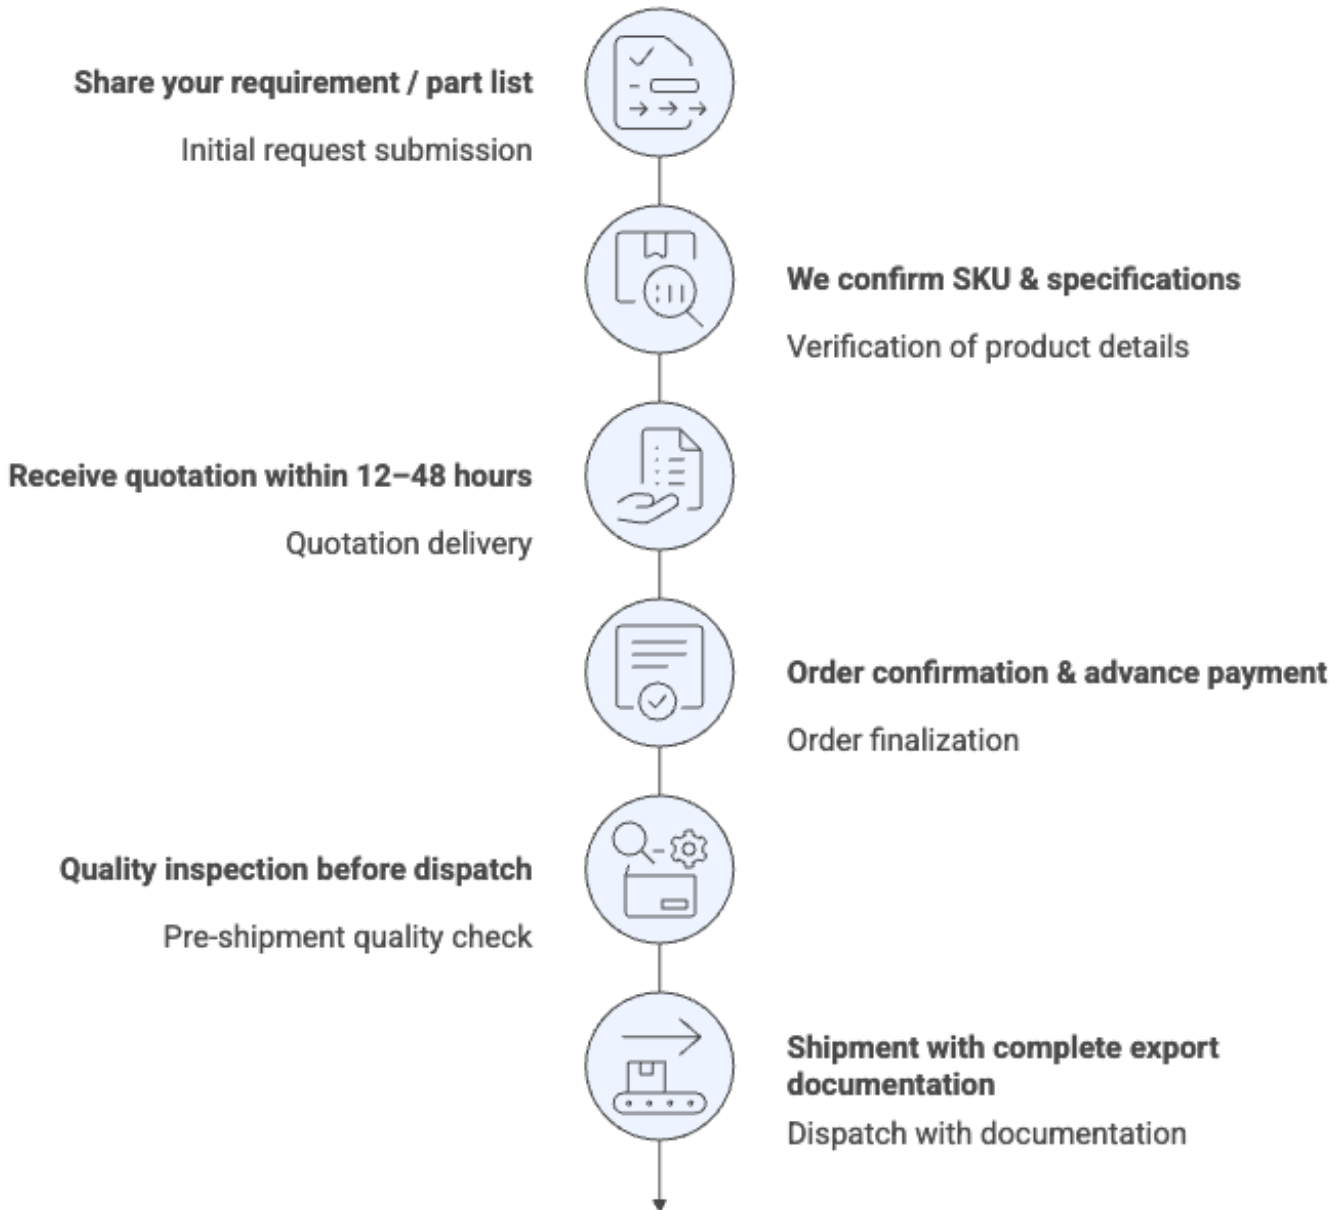 Share your requirement / part list
Initial request submission
We confirm SKU & specifications
Verification of product details
Receive quotation within 12–48 hours
Quotation delivery
Order confirmation & advance payment
Order finalization
Quality inspection before dispatch
Pre-shipment quality check
Shipment with complete export
documentation
Dispatch with documentation